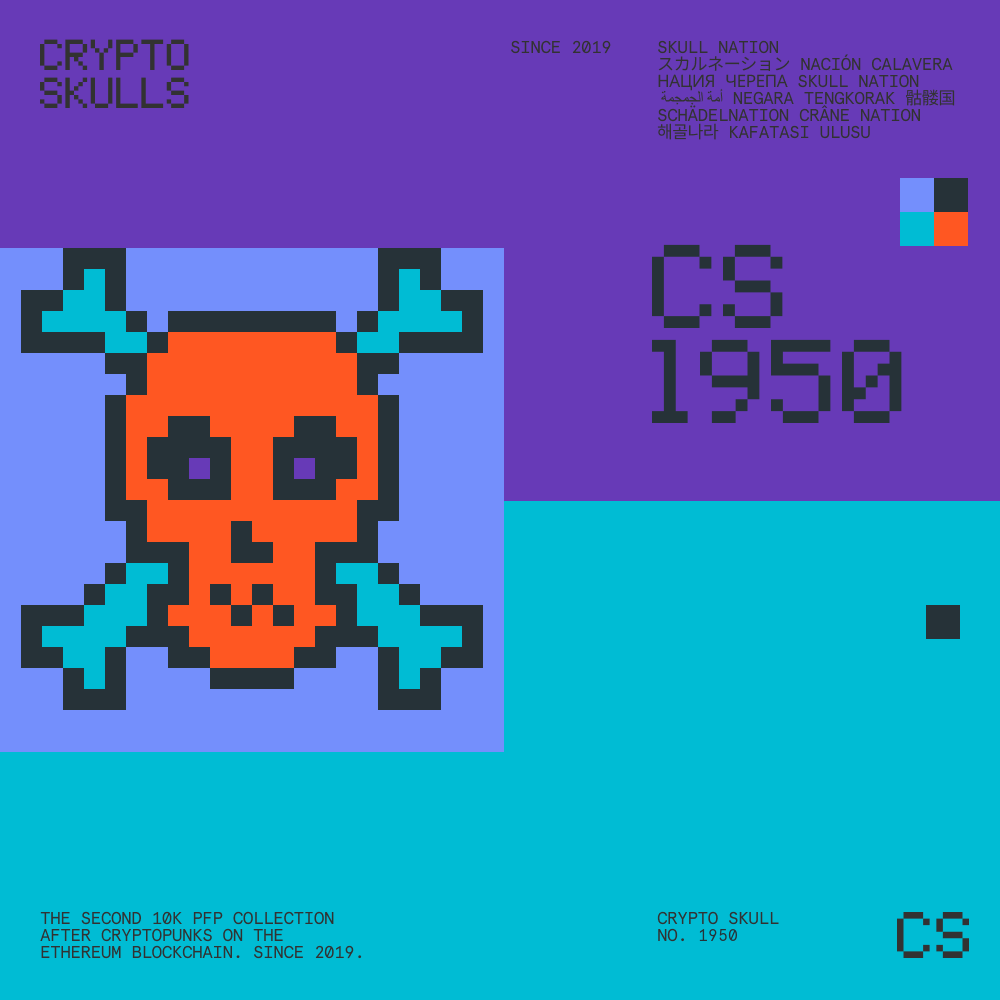 CRYPTO
SKULLS
SINCE 2019
SKULL NATION
スカルネーション NACIÓN CALAVERA
НАЦИЯ ЧЕРЕПА SKULL NATION
أمة الجمجمة NEGARA TENGKORAK 骷髅国
SCHÄDELNATION CRÂNE NATION
해골나라 KAFATASI ULUSU
CS
1950
THE SECOND 10K PFP COLLECTION
AFTER CRYPTOPUNKS ON THE
ETHEREUM BLOCKCHAIN. SINCE 2019.
CRYPTO SKULL
NO. 1950
CS